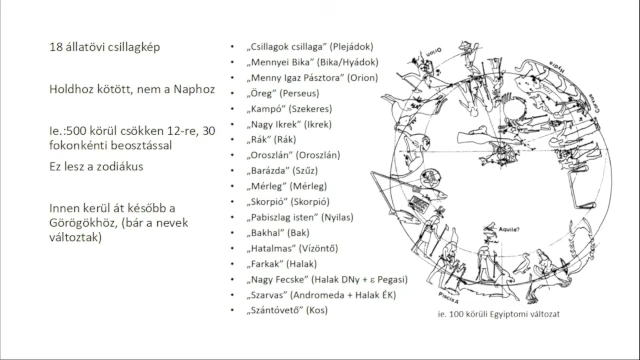 18 állatövi csillagkép
Holdhoz kötött, nem a Naphoz
Ie.:500 körül csökken 12-re, 30
fokonkénti beosztással
Ez lesz a zodiákus
Innen kerül át később a
Görögökhöz, (bár a nevek
változtak)
• „Csillagok csillaga” (Plejádok)
• „Mennyei Bika” (Bika/Hyádok)
• „Menny Igaz Pásztora” (Orion)
• „Öreg” (Perseus)
• „Kampó” (Szekeres)
• „Nagy Ikrek” (Ikrek)
• „Rák” (Rák)
• „Oroszlán” (Oroszlán)
• „Barázda” (Szűz)
• „Mérleg” (Mérleg)
• „Skorpió” (Skorpió)
• „Pabiszlag isten” (Nyilas)
• „Bakhal” (Bak)
• „Hatalmas” (Vízöntő)
• „Farkak” (Halak)
• „Nagy Fecske” (Halak DNy + ε Pegasi)
• „Szarvas” (Andromeda + Halak ÉK)
• „Szántóvető” (Kos)
Orion
Hydra
Corvus
Aquila?
Piscis A
ie. 100 körüli Egyiptomi változat